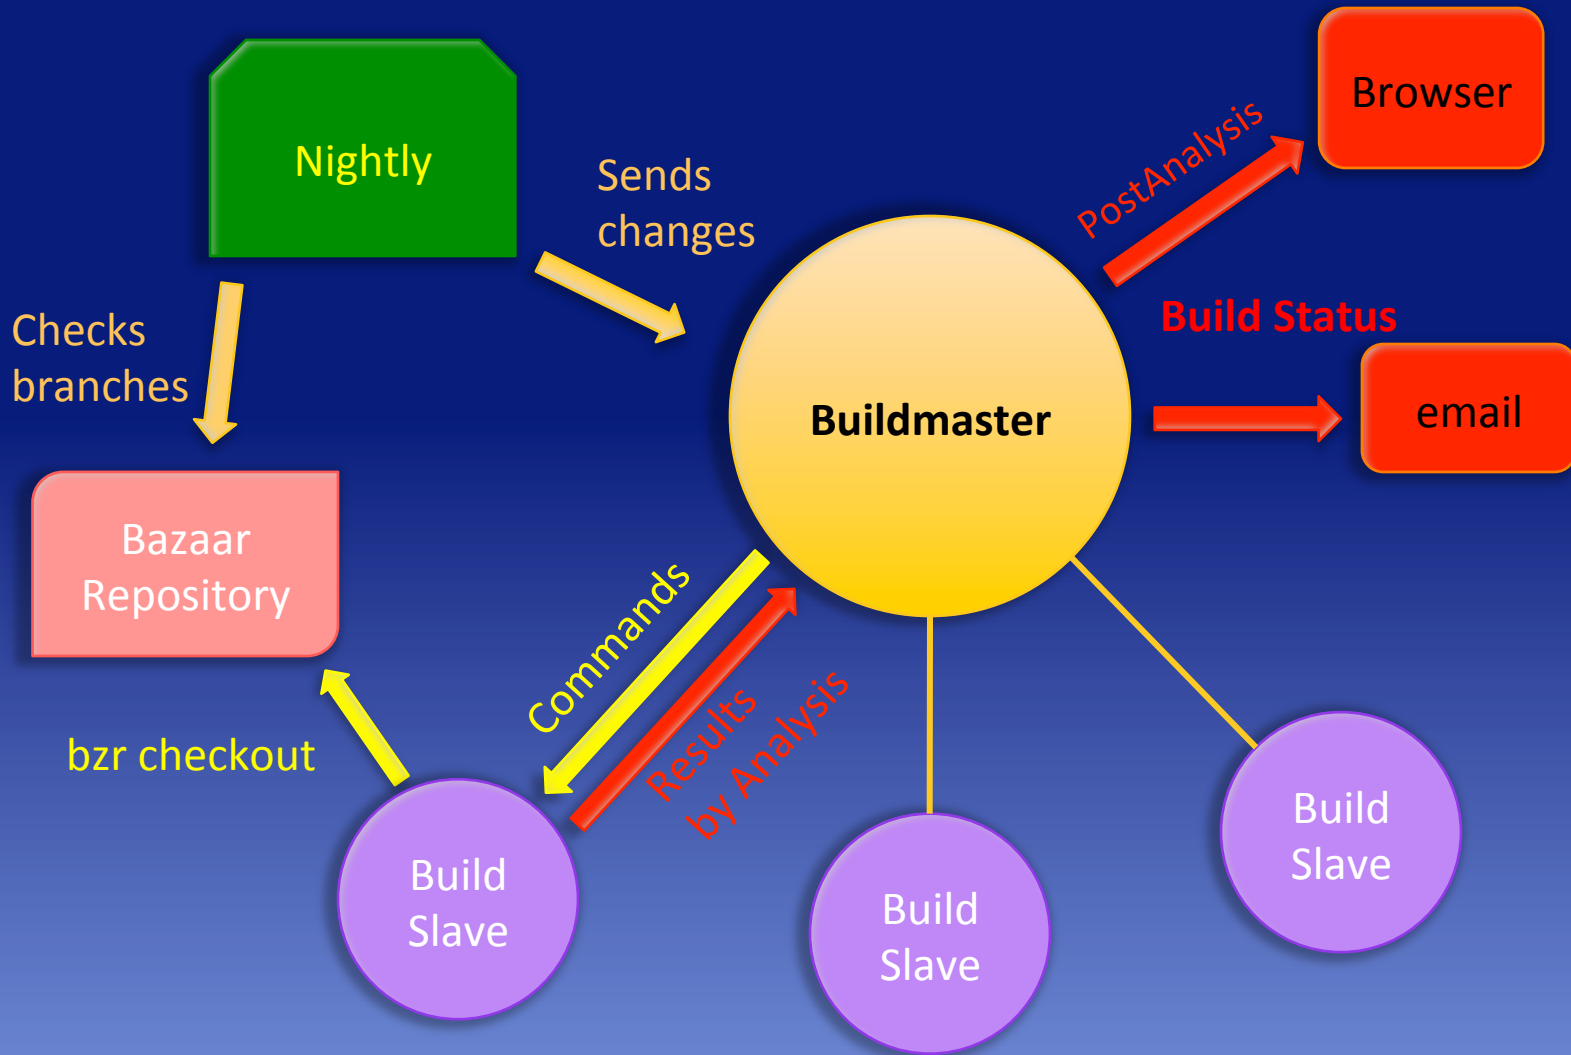 Browser
Nightly
PostAnalysis
Sends
changes
Build Status
Checks
branches
email
Buildmaster
Bazaar
Repository
Commands
Results
by Analysis
bzr checkout
Build
Slave
Build
Slave
Build
Slave